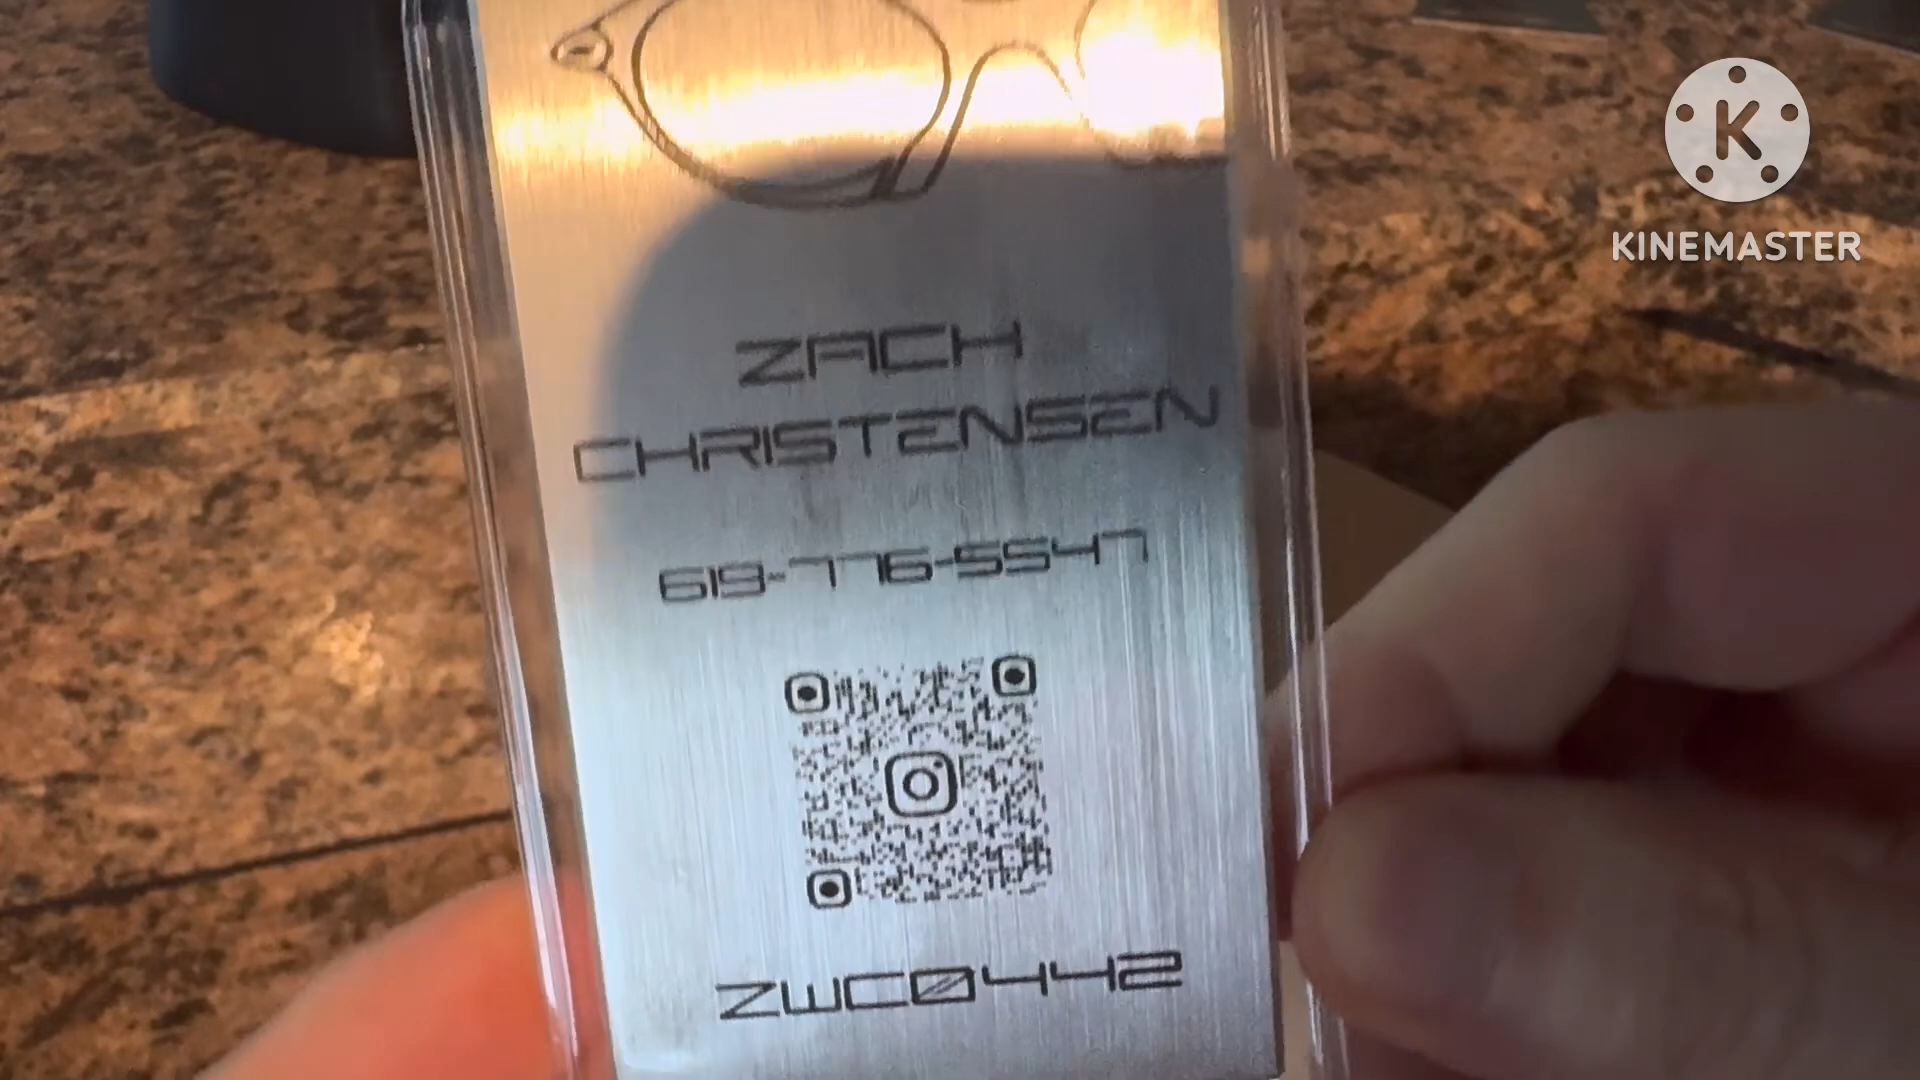 K
KINEMASTER
ZACH
CHRISTENSEN
619-776-5547
ZWC0442